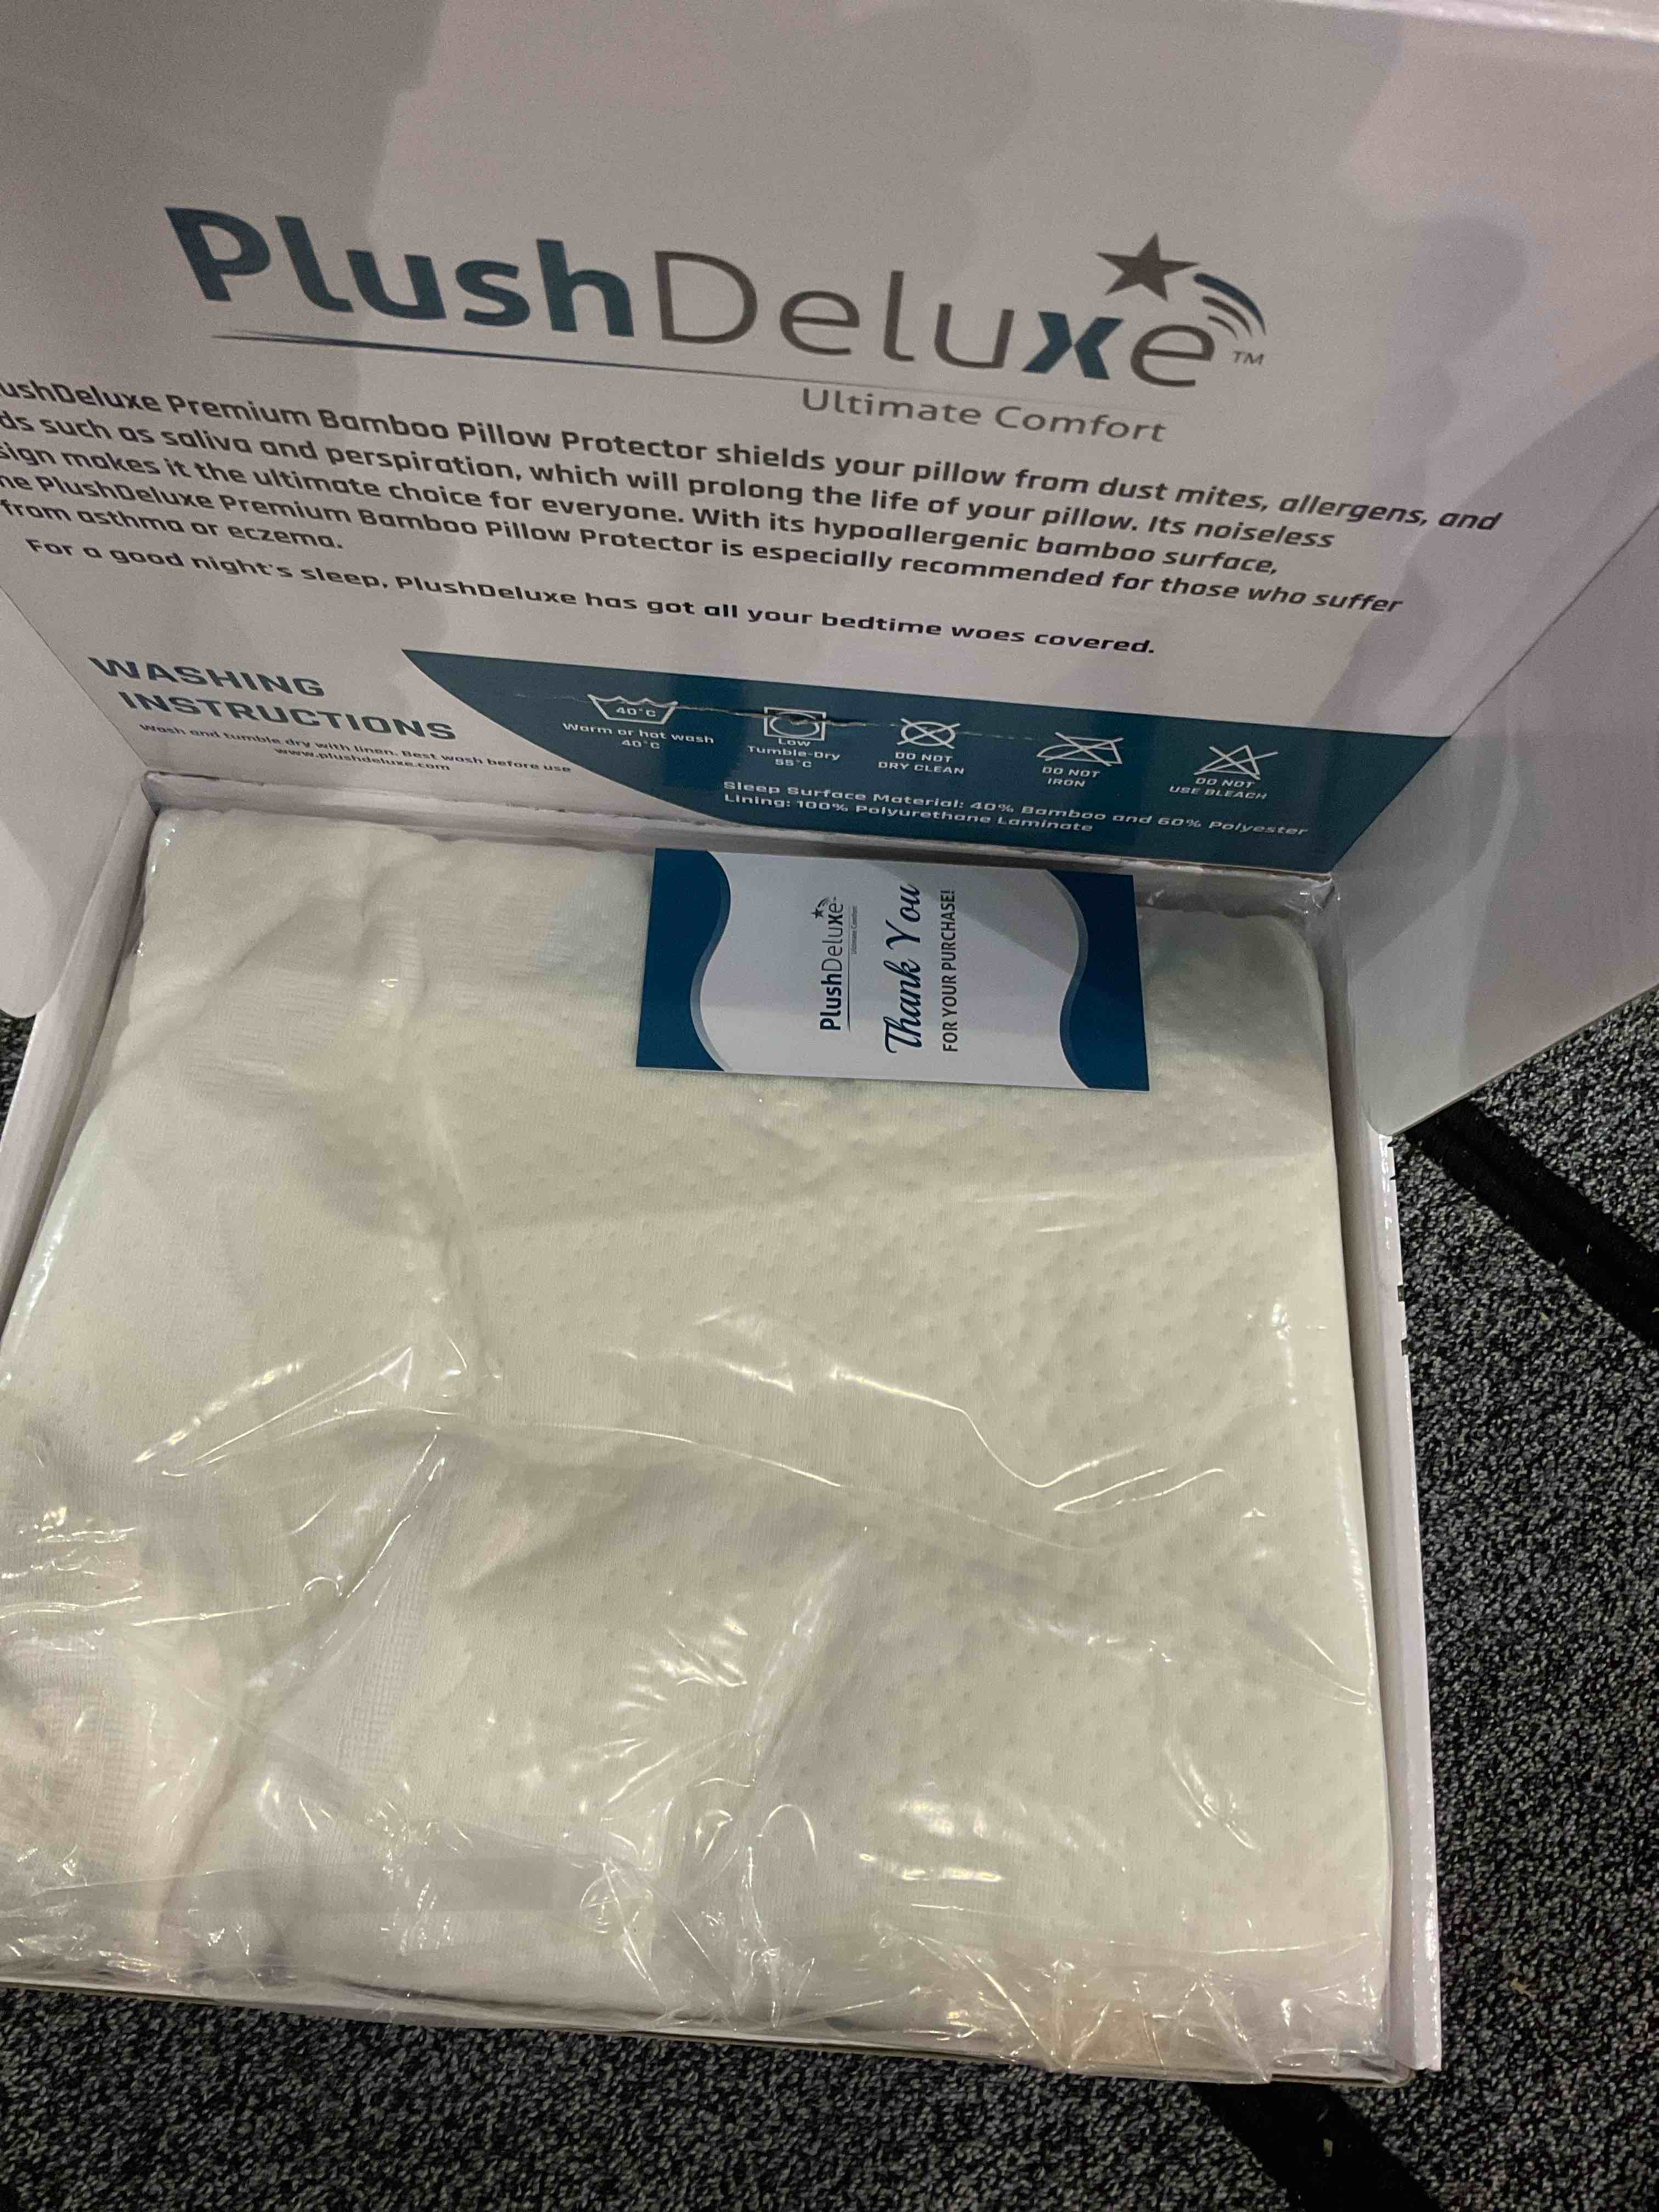 PlushDeluxe™
Ultimate Comfort
ushDeluxe Premium Bamboo Pillow Protector shields your pillow from dust mites, allergens, and
ds such as saliva and perspiration, which will prolong the life of your pillow. Its noiseless
sign makes it the ultimate choice for everyone. With its hypoallergenic bamboo surface,
he PlushDeluxe Premium Bamboo Pillow Protector is especially recommended for those who suffer
from asthma or eczema.
For a good night's sleep, PlushDeluxe has got all your bedtime woes covered.
WASHING
INSTRUCTIONS
Wash and tumble dry with linen. Best wash before use
www.plushdeluxe.com
40°C
Warm or hot wash
40°C
Low
Tumble-Dry
55°C
DO NOT
DRY CLEAN
DO NOT
IRON
DO NOT
USE BLEACH
Sleep Surface Material: 40% Bamboo and 60% Polyester
Lining: 100% Polyurethane Laminate
PlushDeluxe
Ultimate Comfort
Thank You
FOR YOUR PURCHASE!